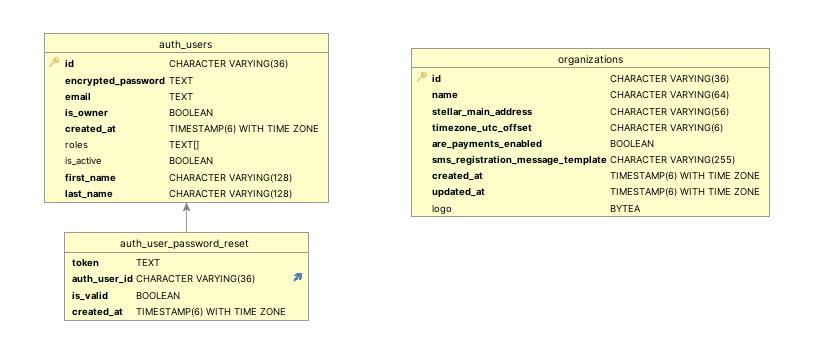 auth_users
id CHARACTER VARYING(36)
encrypted_password TEXT
email TEXT
is_owner BOOLEAN
created_at TIMESTAMP(6) WITH TIME ZONE
roles TEXT[]
is_active BOOLEAN
first_name CHARACTER VARYING(128)
last_name CHARACTER VARYING(128)
auth_user_password_reset
token TEXT
auth_user_id CHARACTER VARYING(36)
is_valid BOOLEAN
created_at TIMESTAMP(6) WITH TIME ZONE
organizations
id CHARACTER VARYING(36)
name CHARACTER VARYING(64)
stellar_main_address CHARACTER VARYING(56)
timezone_utc_offset CHARACTER VARYING(6)
are_payments_enabled BOOLEAN
sms_registration_message_template CHARACTER VARYING(255)
created_at TIMESTAMP(6) WITH TIME ZONE
updated_at TIMESTAMP(6) WITH TIME ZONE
logo BYTEA